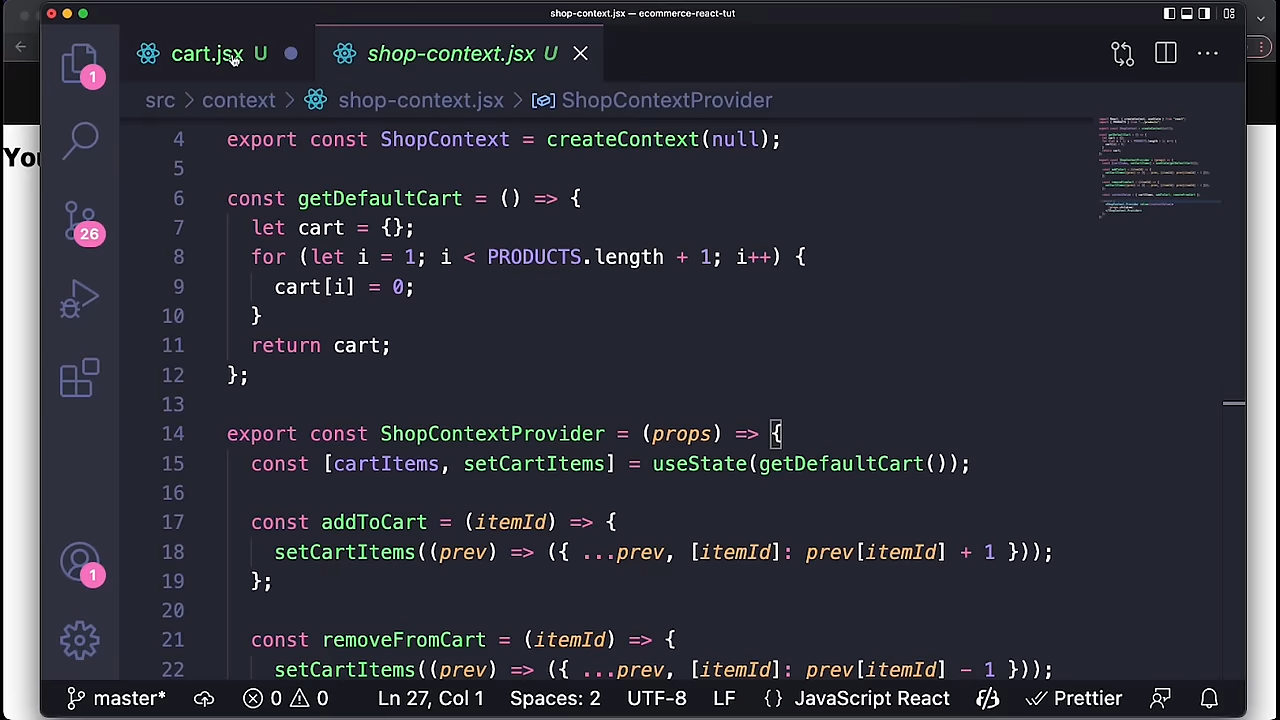 shop-context.jsx — ecommerce-react-tut
cart.jsx U
shop-context.jsx U
src > context > shop-context.jsx > ShopContextProvider
You
1
26
1
4 export const ShopContext = createContext(null);
5
6 const getDefaultCart = () => {
7 let cart = {};
8 for (let i = 1; i < PRODUCTS.length + 1; i++) {
9 cart[i] = 0;
10 }
11 return cart;
12 };
13
14 export const ShopContextProvider = (props) => {
15 const [cartItems, setCartItems] = useState(getDefaultCart());
16
17 const addToCart = (itemId) => {
18 setCartItems((prev) => ({ ...prev, [itemId]: prev[itemId] + 1 }));
19 };
20
21 const removeFromCart = (itemId) => {
22 setCartItems((prev) => ({ ...prev, [itemId]: prev[itemId] - 1 }));
master* 0 0 Ln 27, Col 1 Spaces: 2 UTF-8 LF {} JavaScript React Prettier